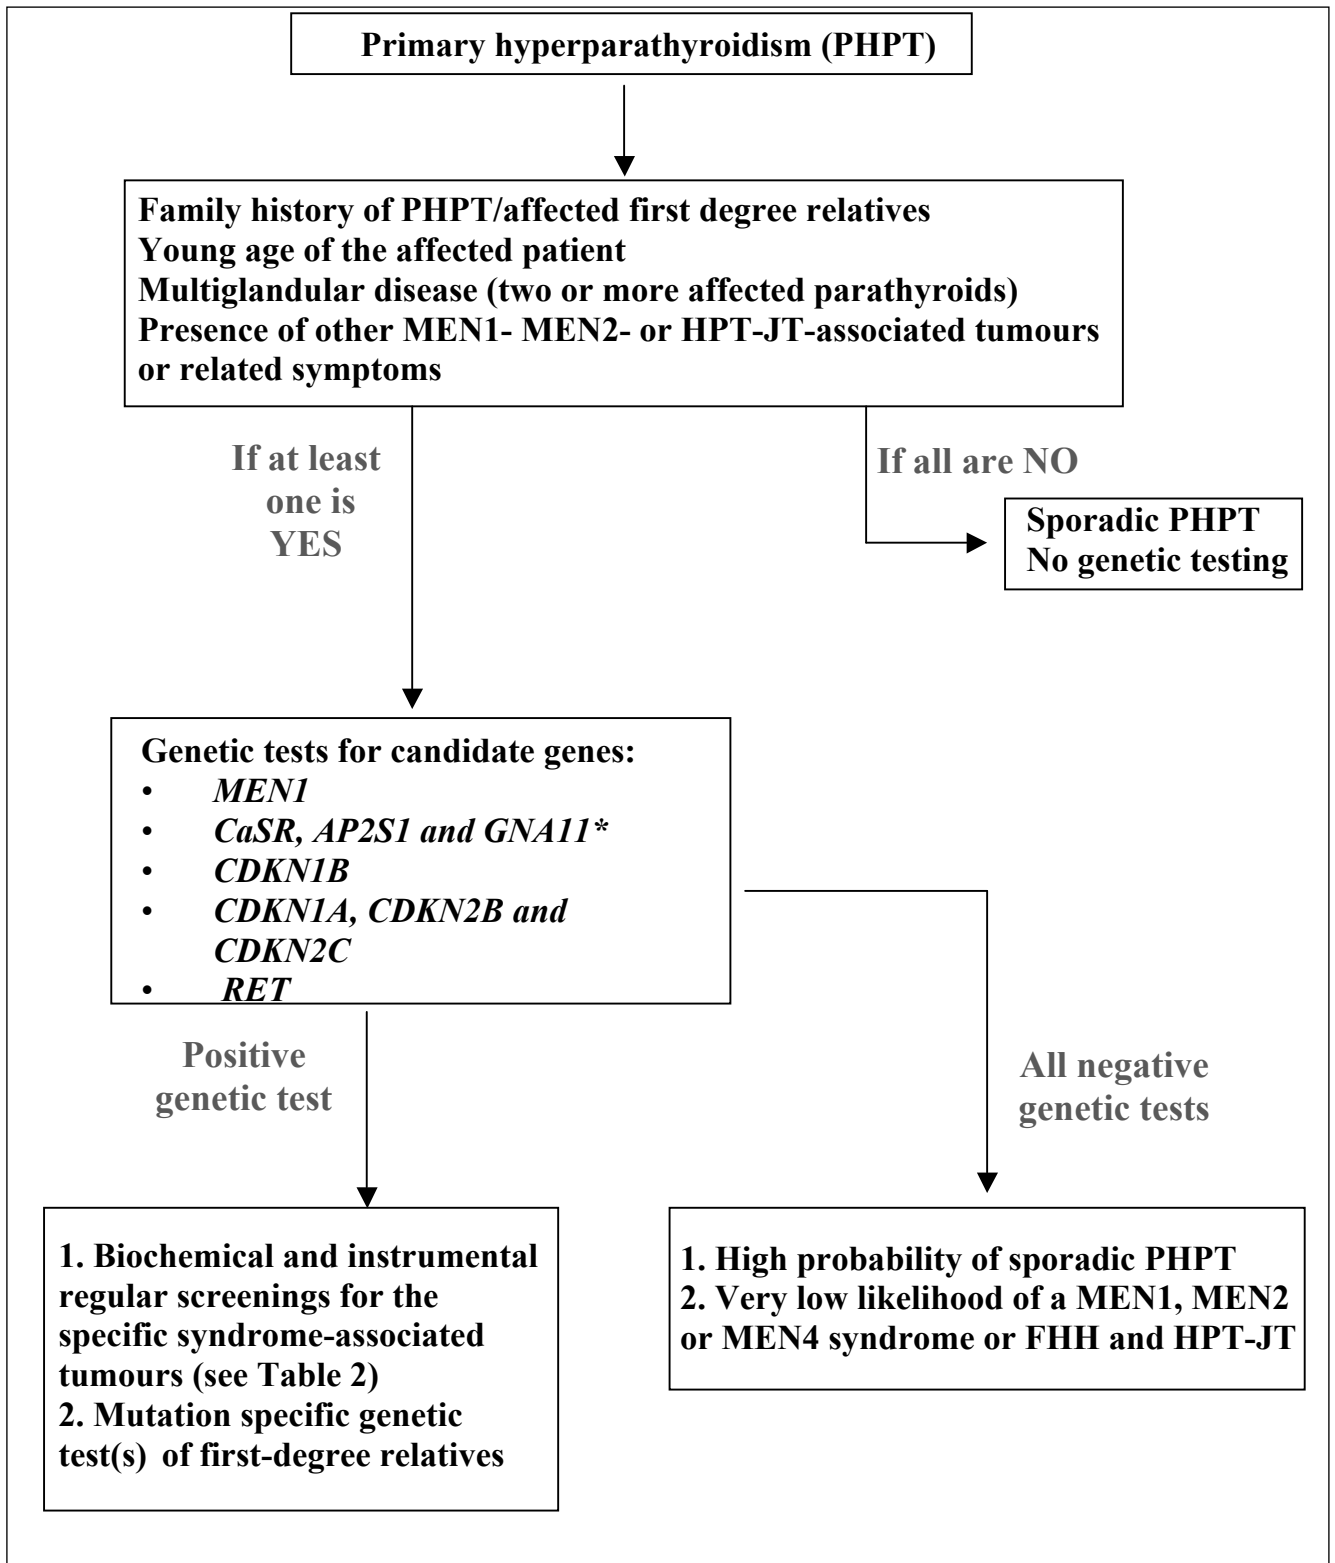 Primary hyperparathyroidism (PHPT)
Family history of PHPT/affected first degree relatives
Young age of the affected patient
Multiglandular disease (two or more affected parathyroids)
Presence of other MEN1- MEN2- or HPT-JT-associated tumours
or related symptoms
If at least
one is
YES
If all are NO
Sporadic PHPT
No genetic testing
Genetic tests for candidate genes:
• MEN1
• CaSR, AP2S1 and GNA11*
• CDKN1B
• CDKN1A, CDKN2B and
CDKN2C
• RET
Positive
genetic test
All negative
genetic tests
1. Biochemical and instrumental
regular screenings for the
specific syndrome-associated
tumours (see Table 2)
2. Mutation specific genetic
test(s) of first-degree relatives
1. High probability of sporadic PHPT
2. Very low likelihood of a MEN1, MEN2
or MEN4 syndrome or FHH and HPT-JT